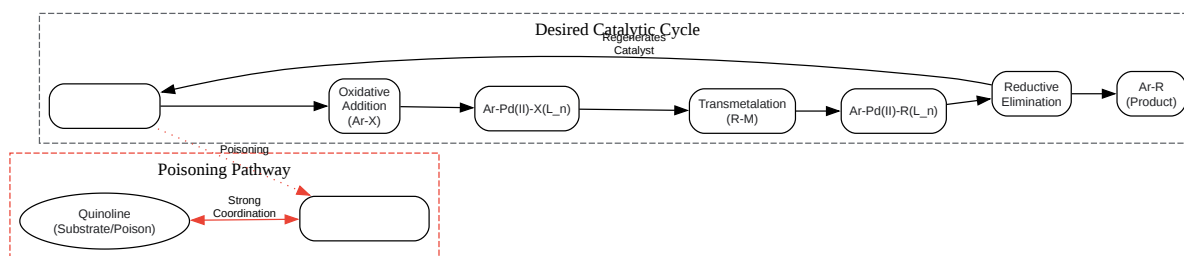 Desired Catalytic Cycle
Regenerates
Catalyst
Oxidative
Addition
(Ar-X)
Ar-Pd(II)-X(L_n)
Transmetalation
(R-M)
Ar-Pd(II)-R(L_n)
Reductive
Elimination
Ar-R
(Product)
Poisoning
Poisoning Pathway
Quinoline
(Substrate/Poison)
Strong
Coordination